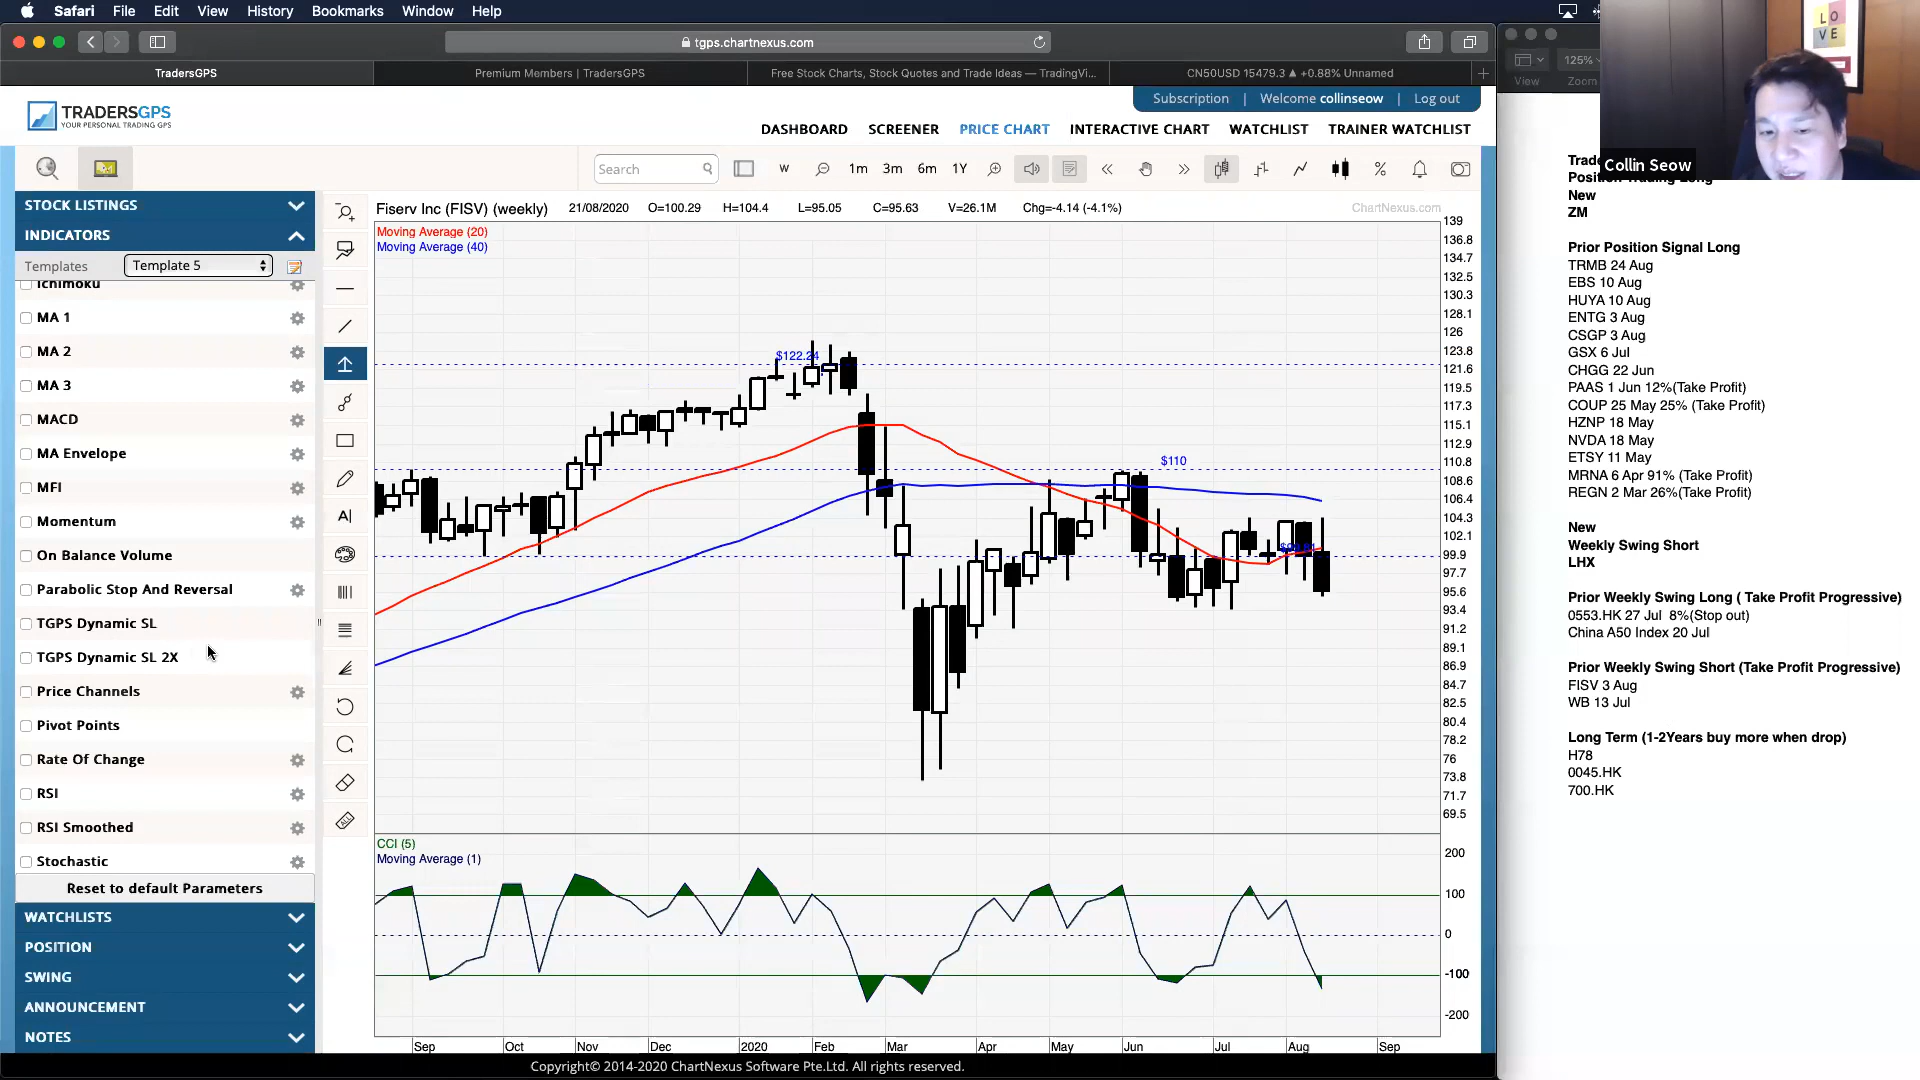 Safari File Edit View History Bookmarks Window Help
tgps.chartnexus.com
TradersGPS
Premium Members | TradersGPS
Free Stock Charts, Stock Quotes and Trade Ideas — TradingVi...
CN50USD 15479.3 ▲ +0.88% Unnamed
125%
View
Zoom
LO
VE
Collin Seow
TRADERSGPS
YOUR PERSONAL TRADING GPS
Subscription | Welcome collinseow | Log out
DASHBOARD SCREENER PRICE CHART INTERACTIVE CHART WATCHLIST TRAINER WATCHLIST
Search
W
1m 3m 6m 1Y
%
STOCK LISTINGS
INDICATORS
Templates Template 5
Ichimoku
MA 1
MA 2
MA 3
MACD
MA Envelope
MFI
Momentum
On Balance Volume
Parabolic Stop And Reversal
TGPS Dynamic SL
TGPS Dynamic SL 2X
Price Channels
Pivot Points
Rate Of Change
RSI
RSI Smoothed
Stochastic
Reset to default Parameters
WATCHLISTS
POSITION
SWING
ANNOUNCEMENT
NOTES
A|
ALL
Fiserv Inc (FISV) (weekly) 21/08/2020 O=100.29 H=104.4 L=95.05 C=95.63 V=26.1M Chg=-4.14 (-4.1%)
ChartNexus.com
Moving Average (20)
Moving Average (40)
$122.24
$110
139
136.8
134.7
132.5
130.3
128.1
126
123.8
121.6
119.5
117.3
115.1
112.9
110.8
108.6
106.4
104.3
102.1
99.9
97.7
95.6
93.4
91.2
89.1
86.9
84.7
82.5
80.4
78.2
76
73.8
71.7
69.5
CCI (5)
Moving Average (1)
200
100
0
-100
-200
Sep Oct Nov Dec 2020 Feb Mar Apr May Jun Jul Aug Sep
Copyright© 2014-2020 ChartNexus Software Pte.Ltd. All rights reserved.
New
ZM
Prior Position Signal Long
TRMB 24 Aug
EBS 10 Aug
HUYA 10 Aug
ENTG 3 Aug
CSGP 3 Aug
GSX 6 Jul
CHGG 22 Jun
PAAS 1 Jun 12%(Take Profit)
COUP 25 May 25% (Take Profit)
HZNP 18 May
NVDA 18 May
ETSY 11 May
MRNA 6 Apr 91% (Take Profit)
REGN 2 Mar 26%(Take Profit)
New
Weekly Swing Short
LHX
Prior Weekly Swing Long ( Take Profit Progressive)
0553.HK 27 Jul 8%(Stop out)
China A50 Index 20 Jul
Prior Weekly Swing Short (Take Profit Progressive)
FISV 3 Aug
WB 13 Jul
Long Term (1-2Years buy more when drop)
H78
0045.HK
700.HK